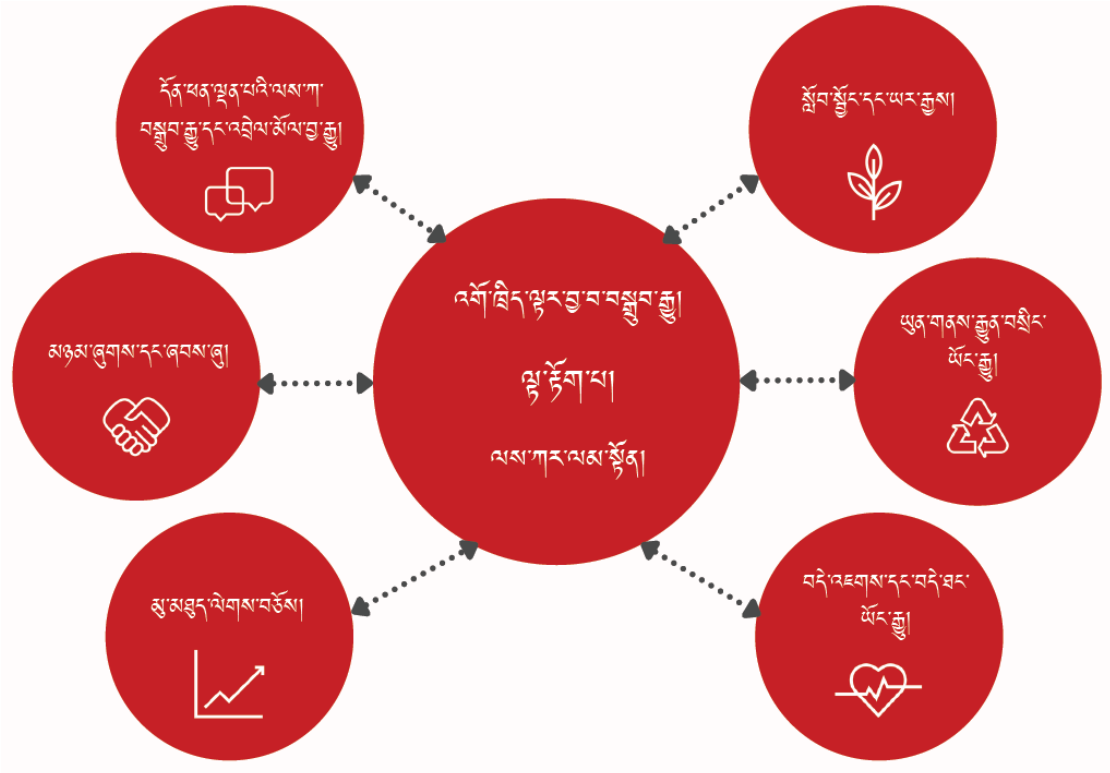 དོན་ཕན་ལྡན་པའི་ལས་ཀ་
བསྒྲུབ་རྒྱུ་དང་འབྲེལ་མོལ་བྱ་རྒྱུ།
སློབ་སྦྱོང་དང་ཡར་རྒྱས།
མཉམ་ཞུགས་དང་ཞབས་ཞུ།
འགོ་ཁྲིད་ལྟར་བྱ་བ་བསྒྲུབ་རྒྱུ།
ལྟ་རྟོག་པ།
ལས་ཀར་ལམ་སྟོན།
ཡུན་གནས་རྒྱུན་བསྲིང་
ཡོང་རྒྱུ།
མུ་མཐུད་ལེགས་བཅོས།
བདེ་འཇགས་དང་བདེ་ཐང་
ཡོང་རྒྱུ།